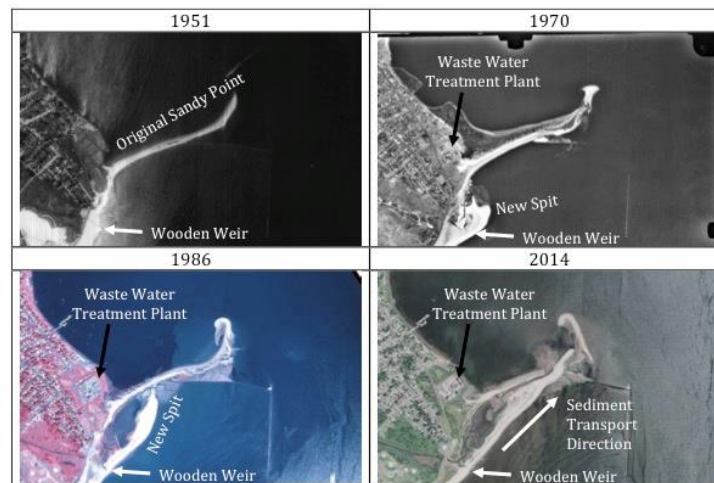 1951
1970
Original Sandy Point
Wooden Weir
Waste Water
Treatment Plant
New Spit
Wooden Weir
1986
2014
Waste Water
Treatment Plant
New Spit
Wooden Weir
Waste Water
Treatment Plant
Sediment
Transport
Direction
Wooden Weir